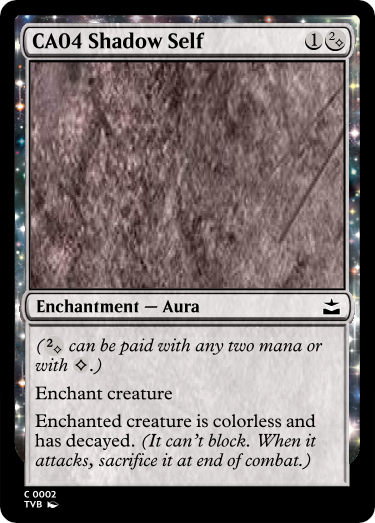 CA04 Shadow Self 1 2
Enchantment — Aura
(2 can be paid with any two mana or
with .)
Enchant creature
Enchanted creature is colorless and
has decayed. (It can't block. When it
attacks, sacrifice it at end of combat.)
C 0002
TVB